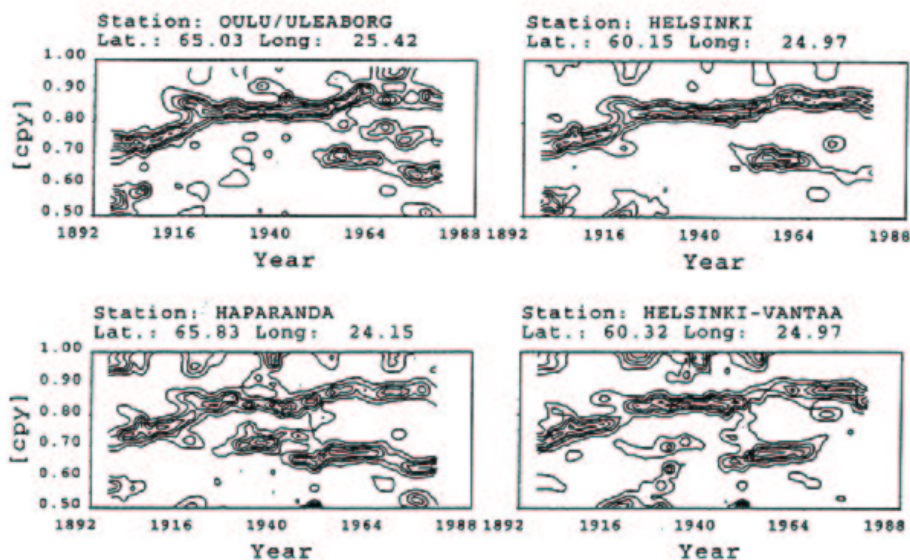 Station: OULU/ULEABORG
Lat.: 65.03 Long: 25.42
Station: HELSINKI
Lat.: 60.15 Long: 24.97
[cpy]
1.00
0.90
0.80
0.70
0.60
0.50
1892 1916 1940 1964 1988
Year
1892 1916 1940 1964 1988
Year
Station: HAPARANDA
Lat.: 65.83 Long: 24.15
Station: HELSINKI-VANTAA
Lat.: 60.32 Long: 24.97
[cpy]
1.00
0.90
0.80
0.70
0.60
0.50
1892 1916 1940 1964 1988
Year
1892 1916 1940 1964 1988
Year